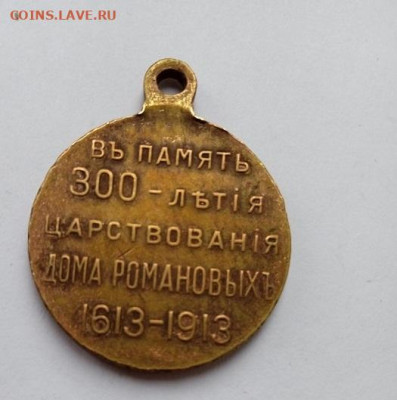 COINS.LAVE.RU
ВЪ ПАМЯТЬ
300-ЛѢТIЯ
ЦАРСТВОВАНIЯ
ДОМА РОМАНОВЫХЪ
1613-1913